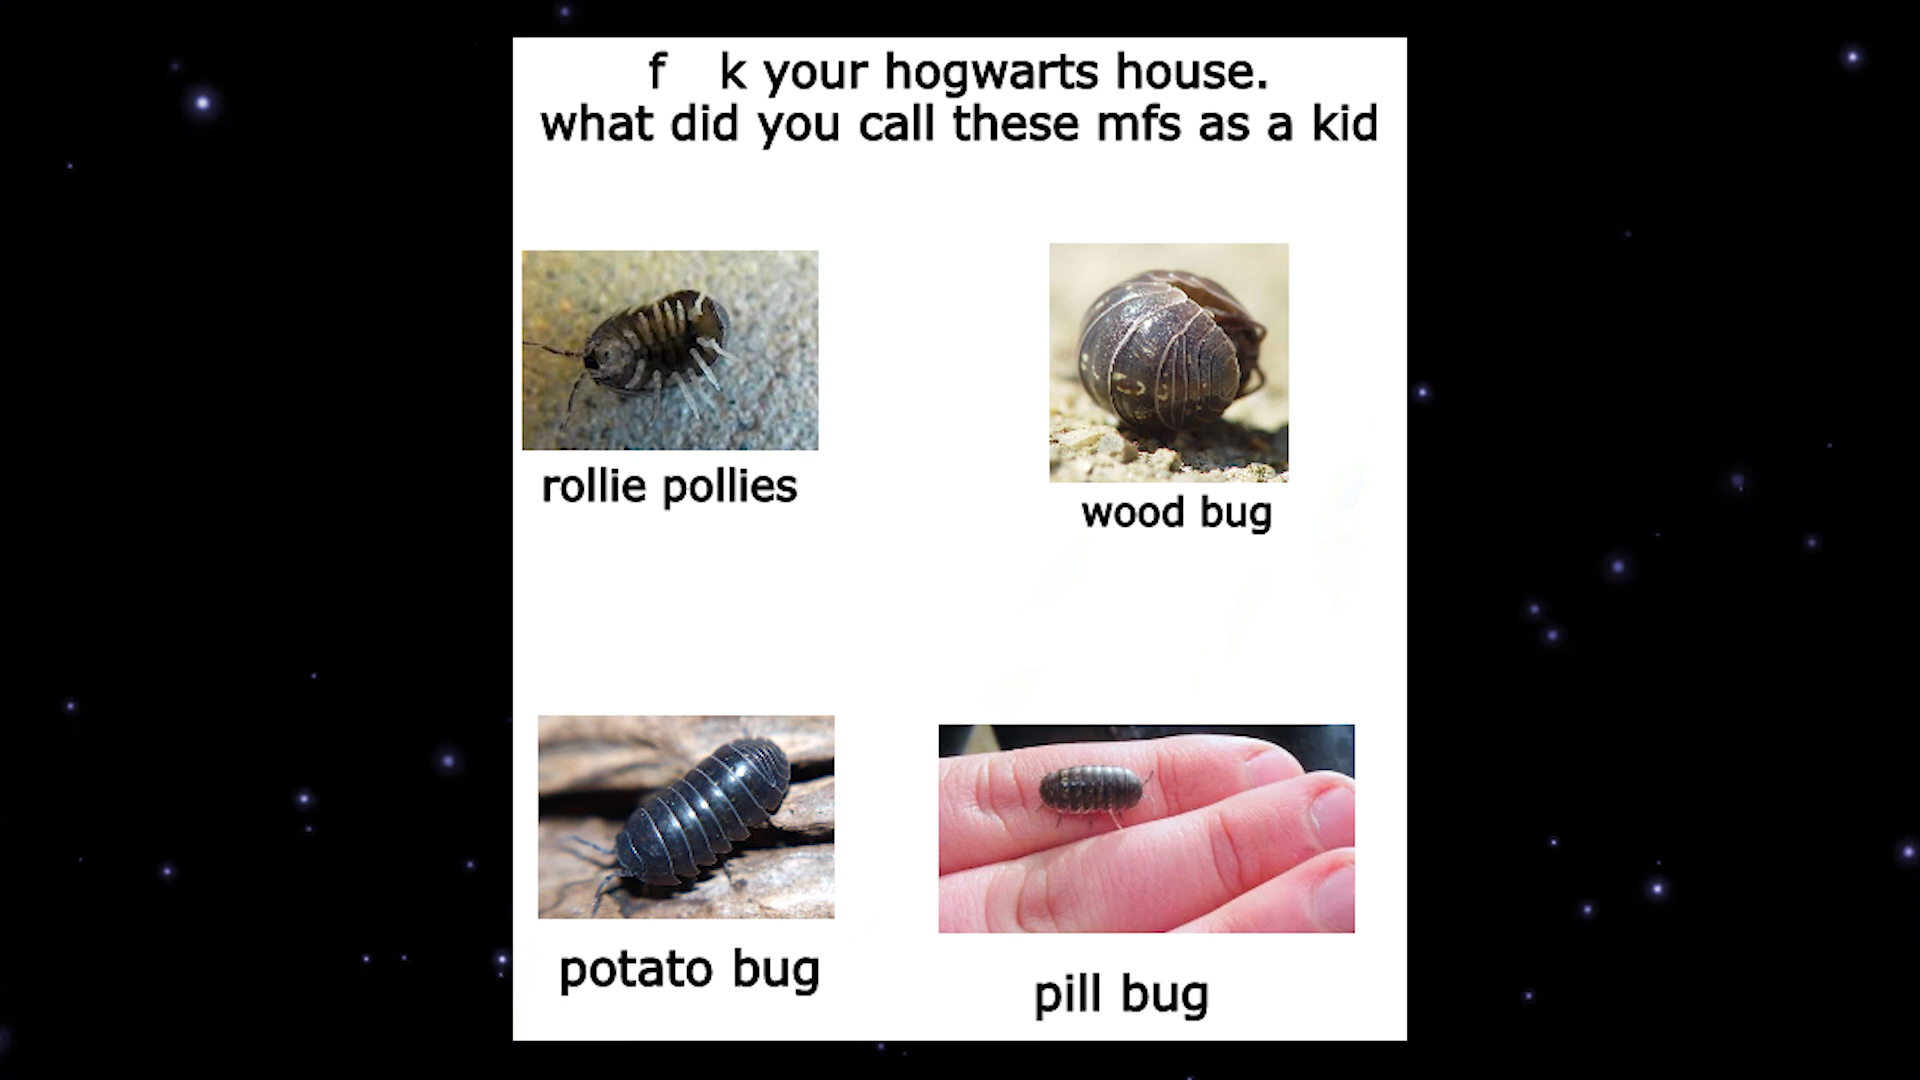 f k your hogwarts house.
what did you call these mfs as a kid
rollie pollies
wood bug
potato bug
pill bug